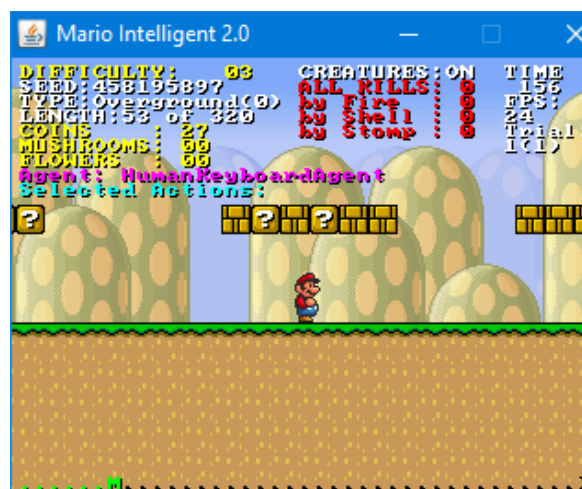 Mario Intelligent 2.0
DIFFICULTY: 03 CREATURES:ON TIME
SEED:458195897 ALL KILLS: 0 156
TYPE:Overground(0) by Fire : 0 FPS:
LENGTH:53 of 320 by Shell : 0 24
COINS : 27 by Stomp : 0 Trial
MUSHROOMS: 00 1(1)
FLOWERS : 00
Agent: HumanKeyboardAgent
Selected Actions:
? ? ?
M